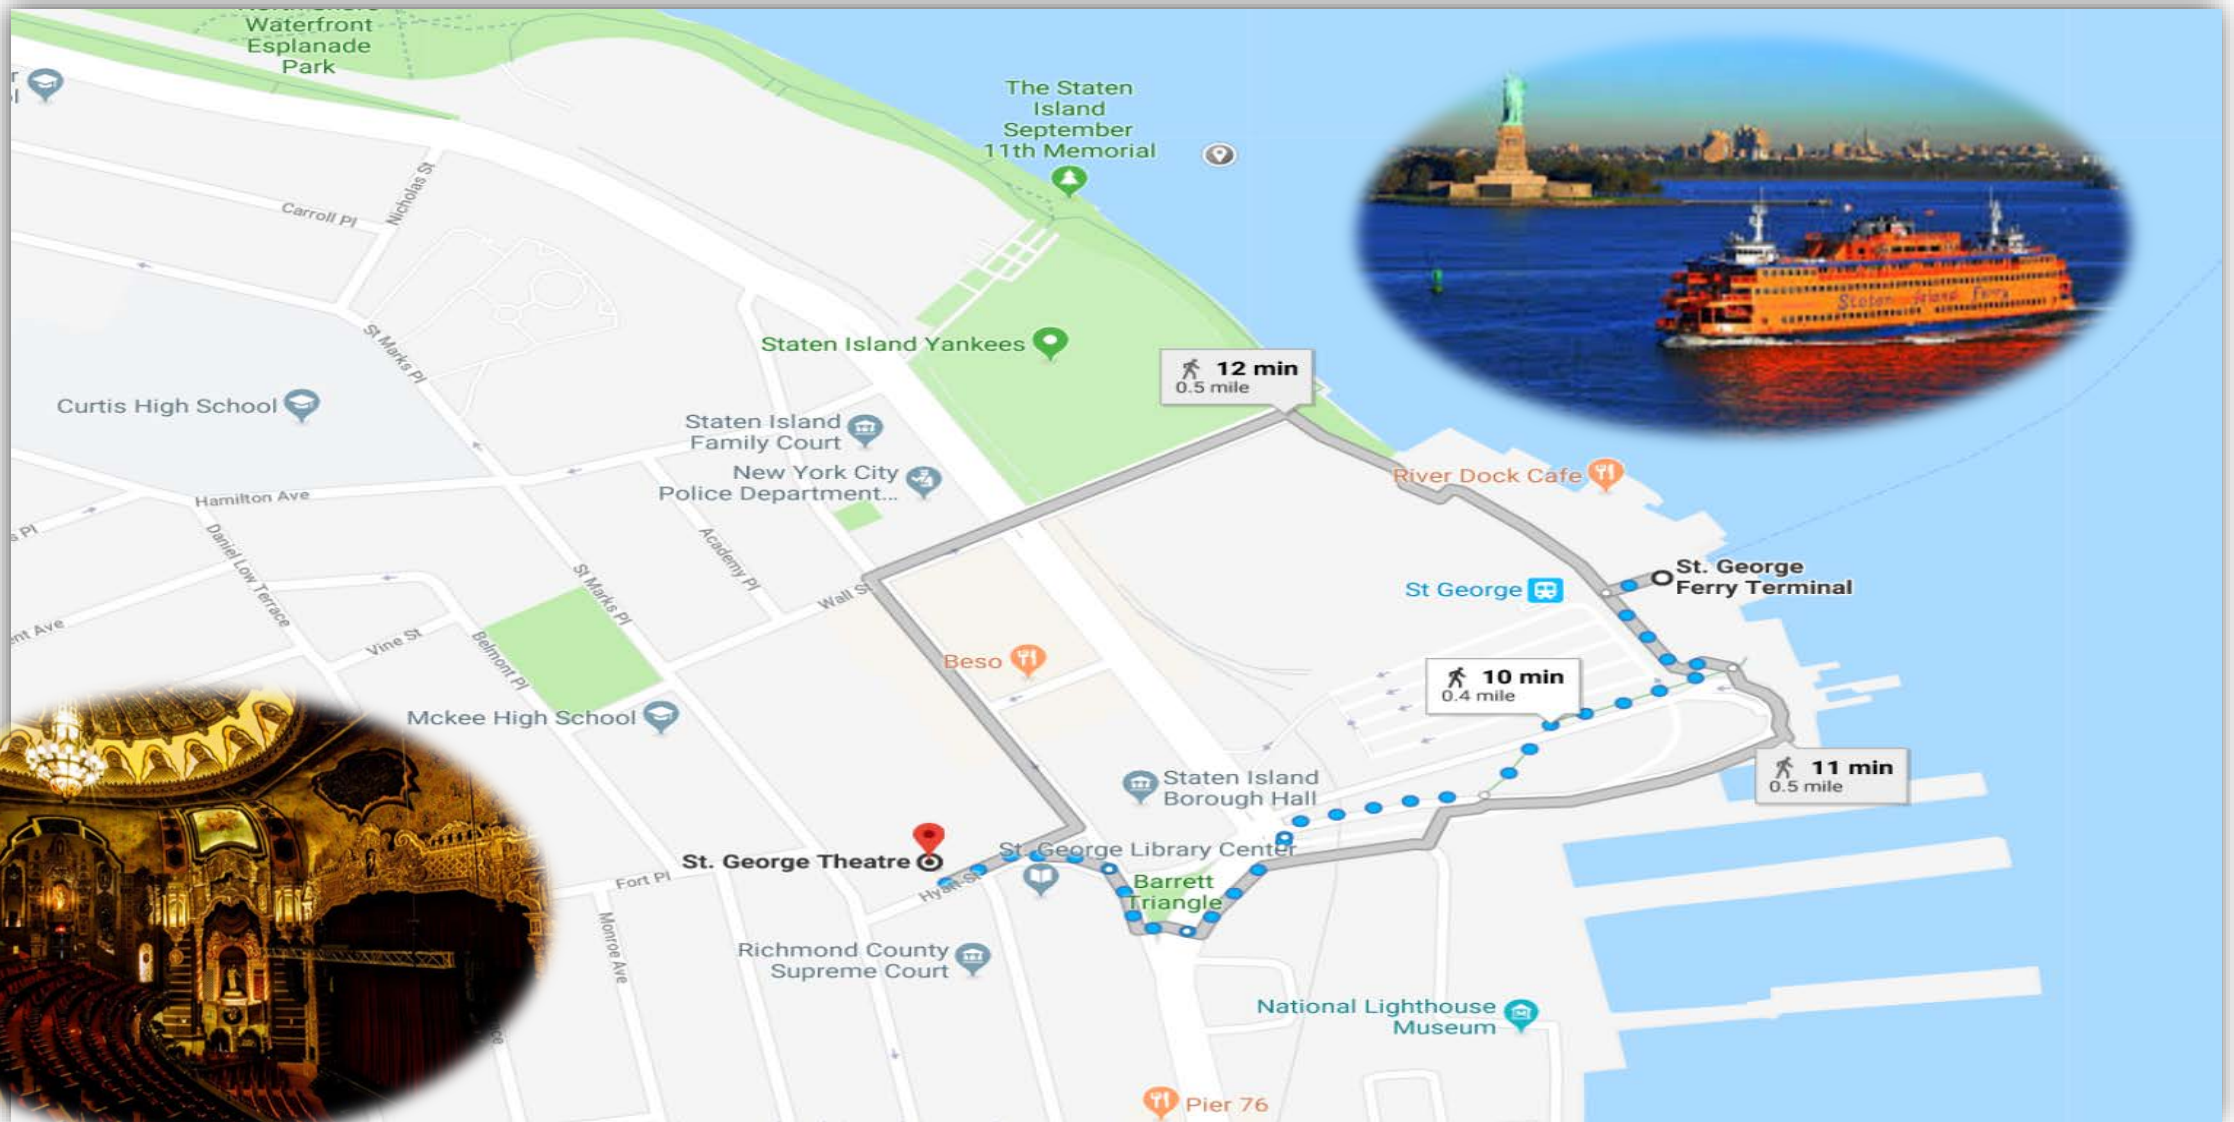 Waterfront
Esplanade
Park
The Staten
Island
September
11th Memorial
Nicholas St
Carroll Pl
St Marks Pl
Staten Island Yankees
12 min
0.5 mile
Staten Island Ferry
Curtis High School
Staten Island
Family Court
New York City
Police Department...
River Dock Cafe
Hamilton Ave
Daniel Low Terrace
Academy Pl
St Marks Pl
Wall St
St George
St. George
Ferry Terminal
Vine St
Belmont Pl
Beso
10 min
0.4 mile
Mckee High School
Staten Island
Borough Hall
11 min
0.5 mile
St. George Theatre
St. George Library Center
Fort Pl
Hyatt St
Barrett
Triangle
Monroe Ave
Richmond County
Supreme Court
National Lighthouse
Museum
Pier 76